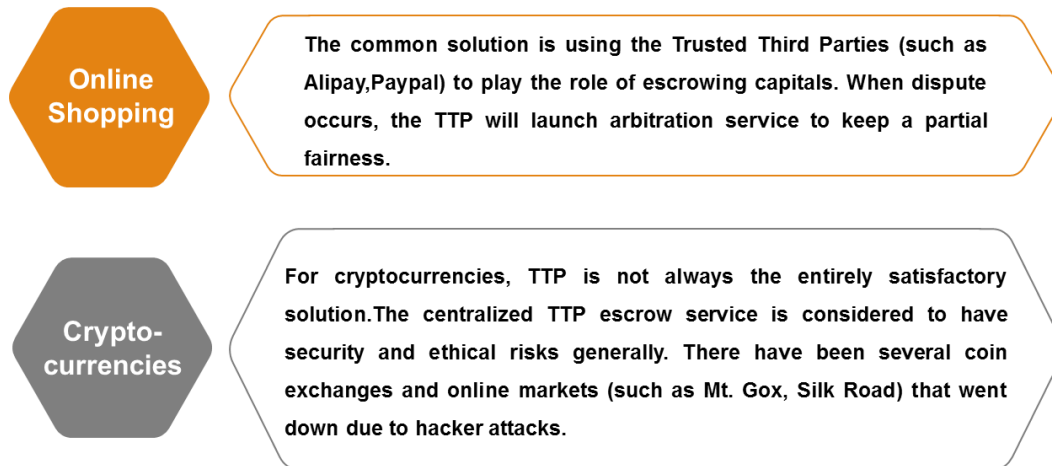 Online
Shopping
The common solution is using the Trusted Third Parties (such as
Alipay,Paypal) to play the role of escrowing capitals. When dispute
occurs, the TTP will launch arbitration service to keep a partial
fairness.
Crypto-
currencies
For cryptocurrencies, TTP is not always the entirely satisfactory
solution.The centralized TTP escrow service is considered to have
security and ethical risks generally. There have been several coin
exchanges and online markets (such as Mt. Gox, Silk Road) that went
down due to hacker attacks.